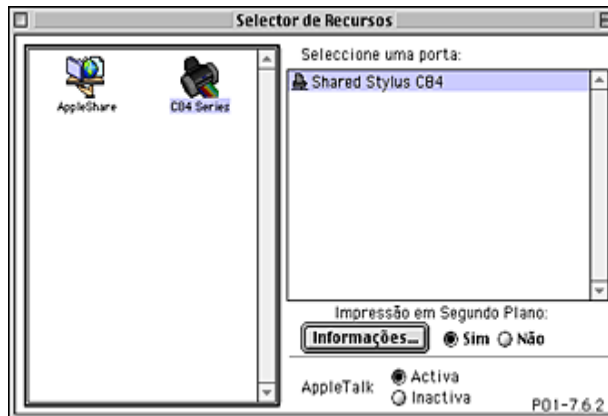 Selector de Recursos
Seleccione uma porta:
Shared Stylus C84
AppleShare
C84 Series
Impressão em Segundo Plano:
Informações...
Sim
Não
AppleTalk
Activa
Inactiva
PO1-7.6.2